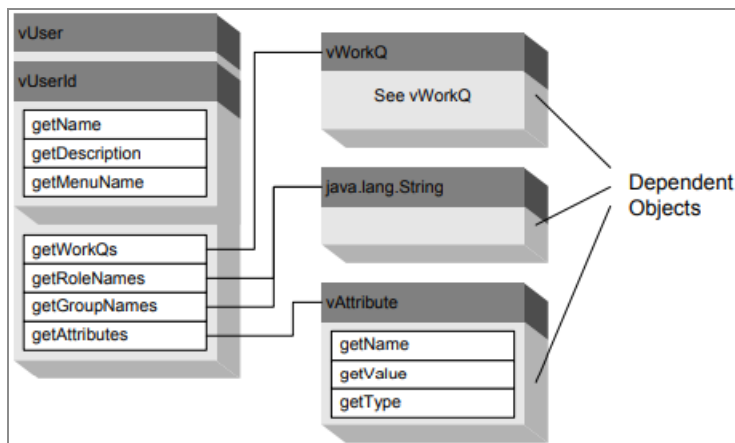 vUser
vUserId
getName
getDescription
getMenuName
getWorkQs
getRoleNames
getGroupNames
getAttributes
vWorkQ
See vWorkQ
java.lang.String
vAttribute
getName
getValue
getType
Dependent
Objects